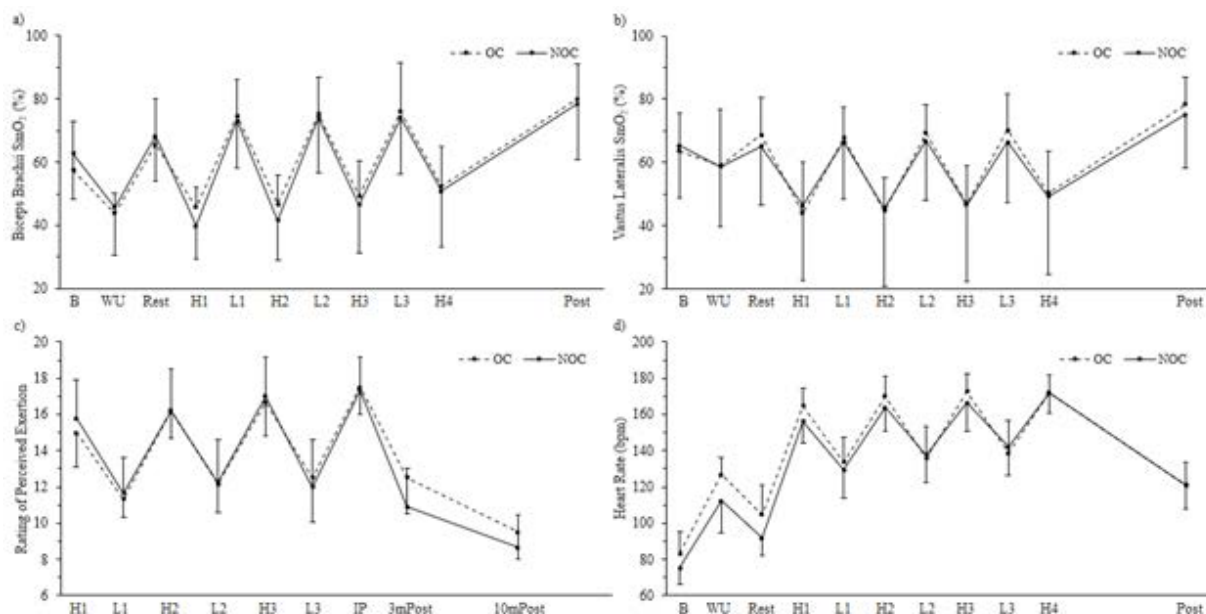 a)
100
80
60
40
20
Biceps Brachii SmO₂ (%)
OC NOC
B WU Rest H1 L1 H2 L2 H3 L3 H4 Post
b)
100
80
60
40
20
Vastus Lateralis SmO₂ (%)
OC NOC
B WU Rest H1 L1 H2 L2 H3 L3 H4 Post
c)
20
18
16
14
12
10
8
6
Rating of Perceived Exertion
OC NOC
H1 L1 H2 L2 H3 L3 IP 3mPost 10mPost
d)
200
180
160
140
120
100
80
60
Heart Rate (bpm)
OC NOC
B WU Rest H1 L1 H2 L2 H3 L3 H4 Post